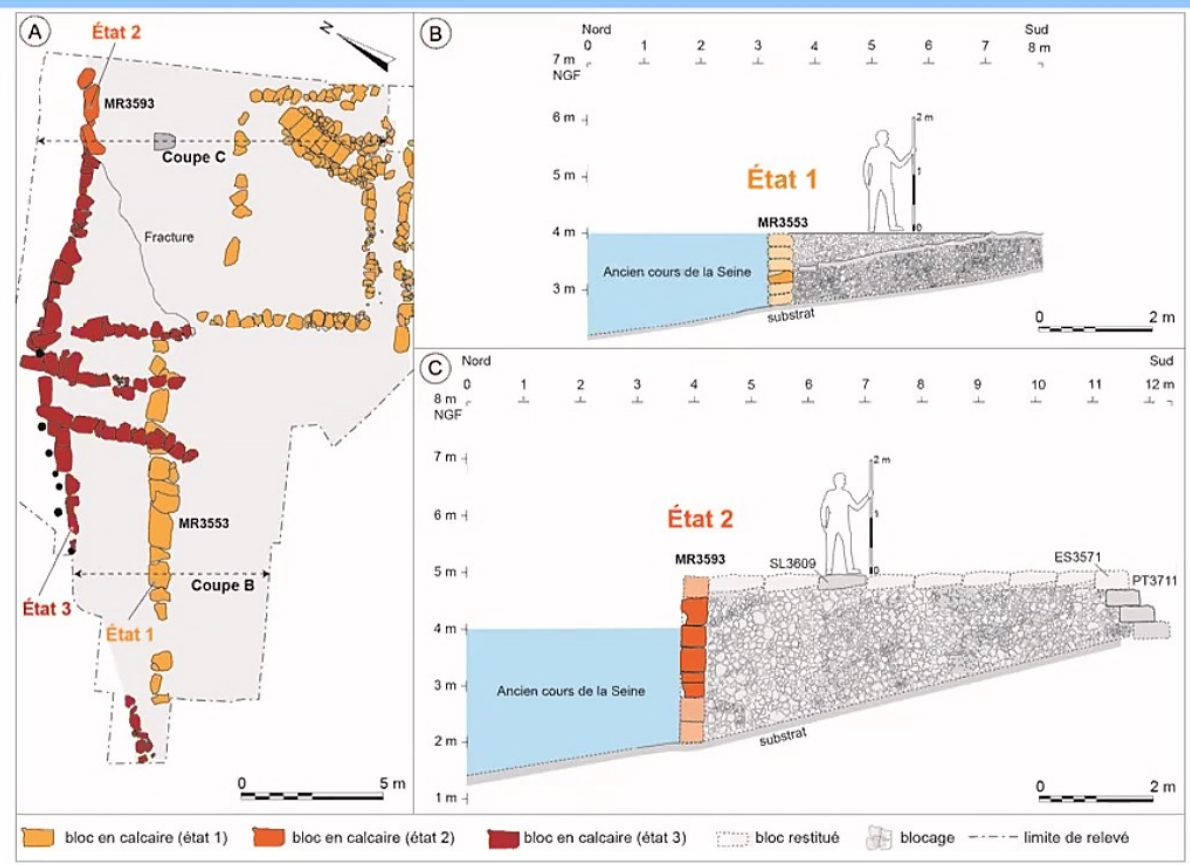 A
État 2
N
MR3593
Coupe C
Fracture
MR3553
Coupe B
État 3
État 1
0 5 m
B
Nord Sud
0 1 2 3 4 5 6 7 8 m
7 m
NGF
6 m
5 m
4 m
3 m
2 m
1
0
État 1
MR3553
Ancien cours de la Seine
substrat
0 2 m
C
Nord Sud
0 1 2 3 4 5 6 7 8 9 10 11 12 m
8 m
NGF
7 m
6 m
5 m
4 m
3 m
2 m
1 m
2 m
1
0
État 2
MR3593
SL3609
ES3571
PT3711
Ancien cours de la Seine
substrat
0 2 m
bloc en calcaire (état 1) bloc en calcaire (état 2) bloc en calcaire (état 3) bloc restitué blocage limite de relevé